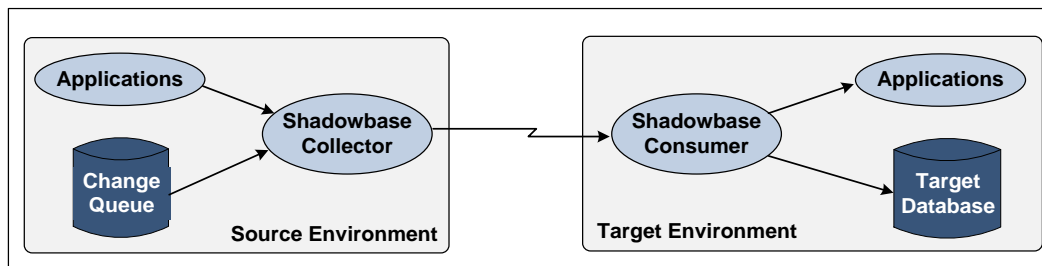 Applications
Shadowbase
Collector
Change
Queue
Source Environment
Shadowbase
Consumer
Applications
Target
Database
Target Environment